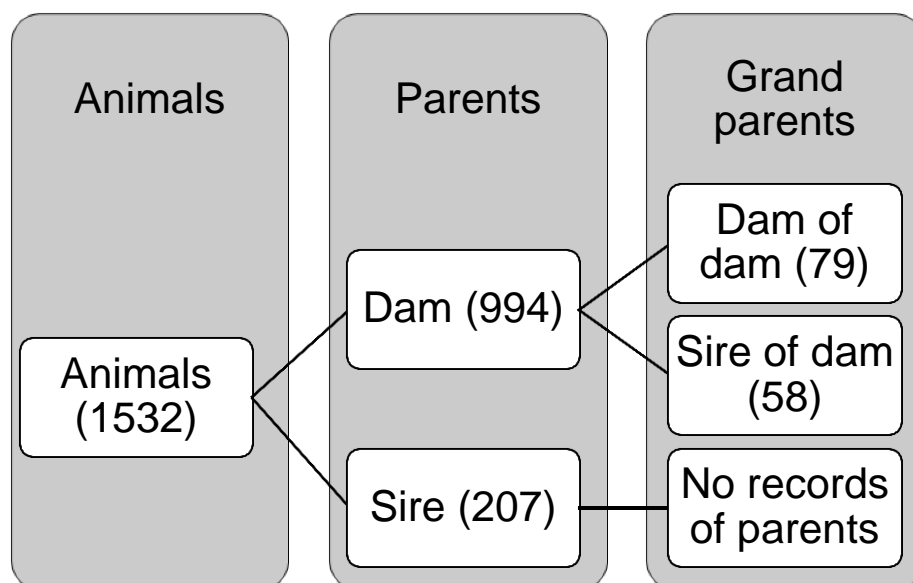 Animals
Parents
Grand
parents
Animals
(1532)
Dam (994)
Sire (207)
Dam of
dam (79)
Sire of dam
(58)
No records
of parents